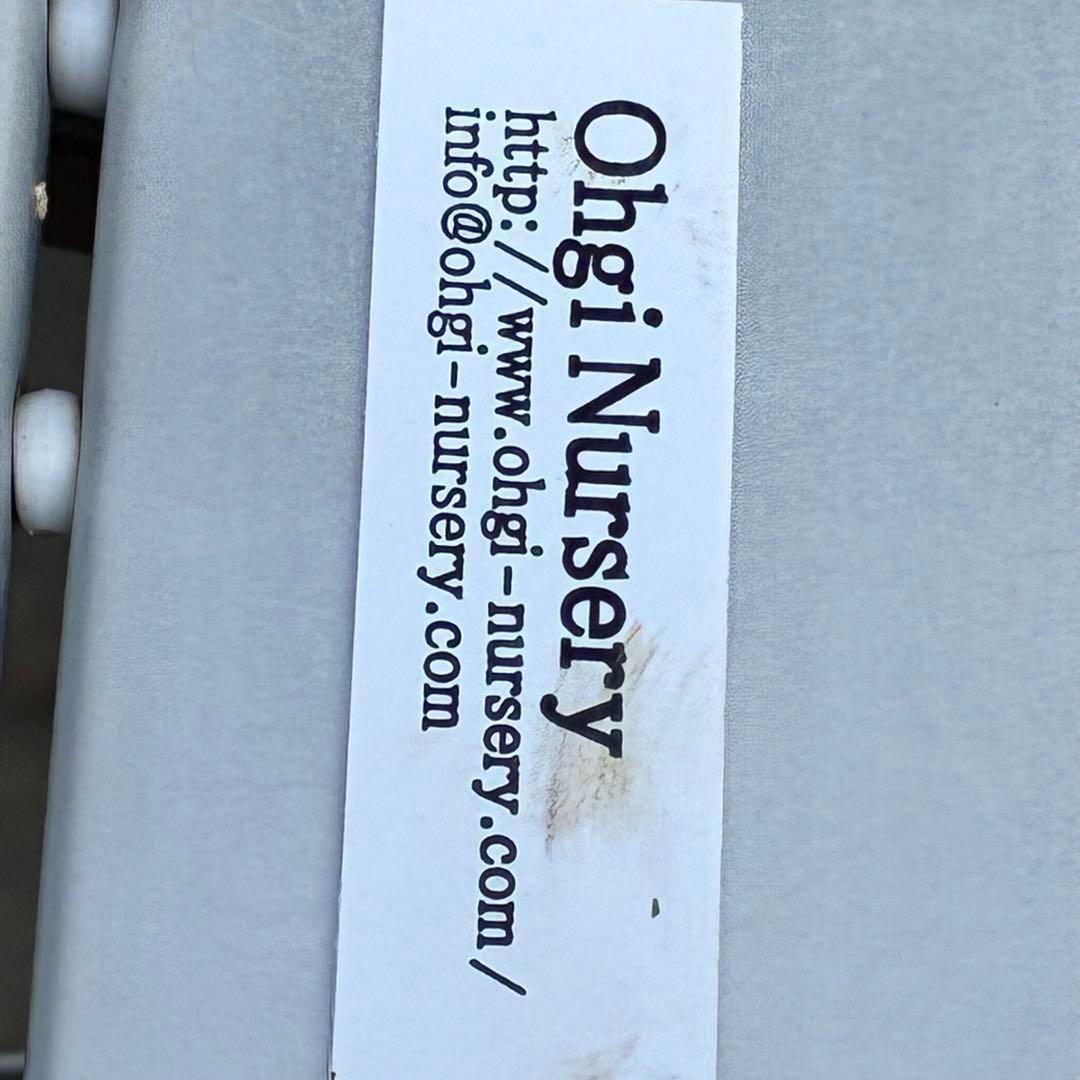 Ohgi Nursery
http://www.ohgi-nursery.com/
info@ohgi-nursery.com